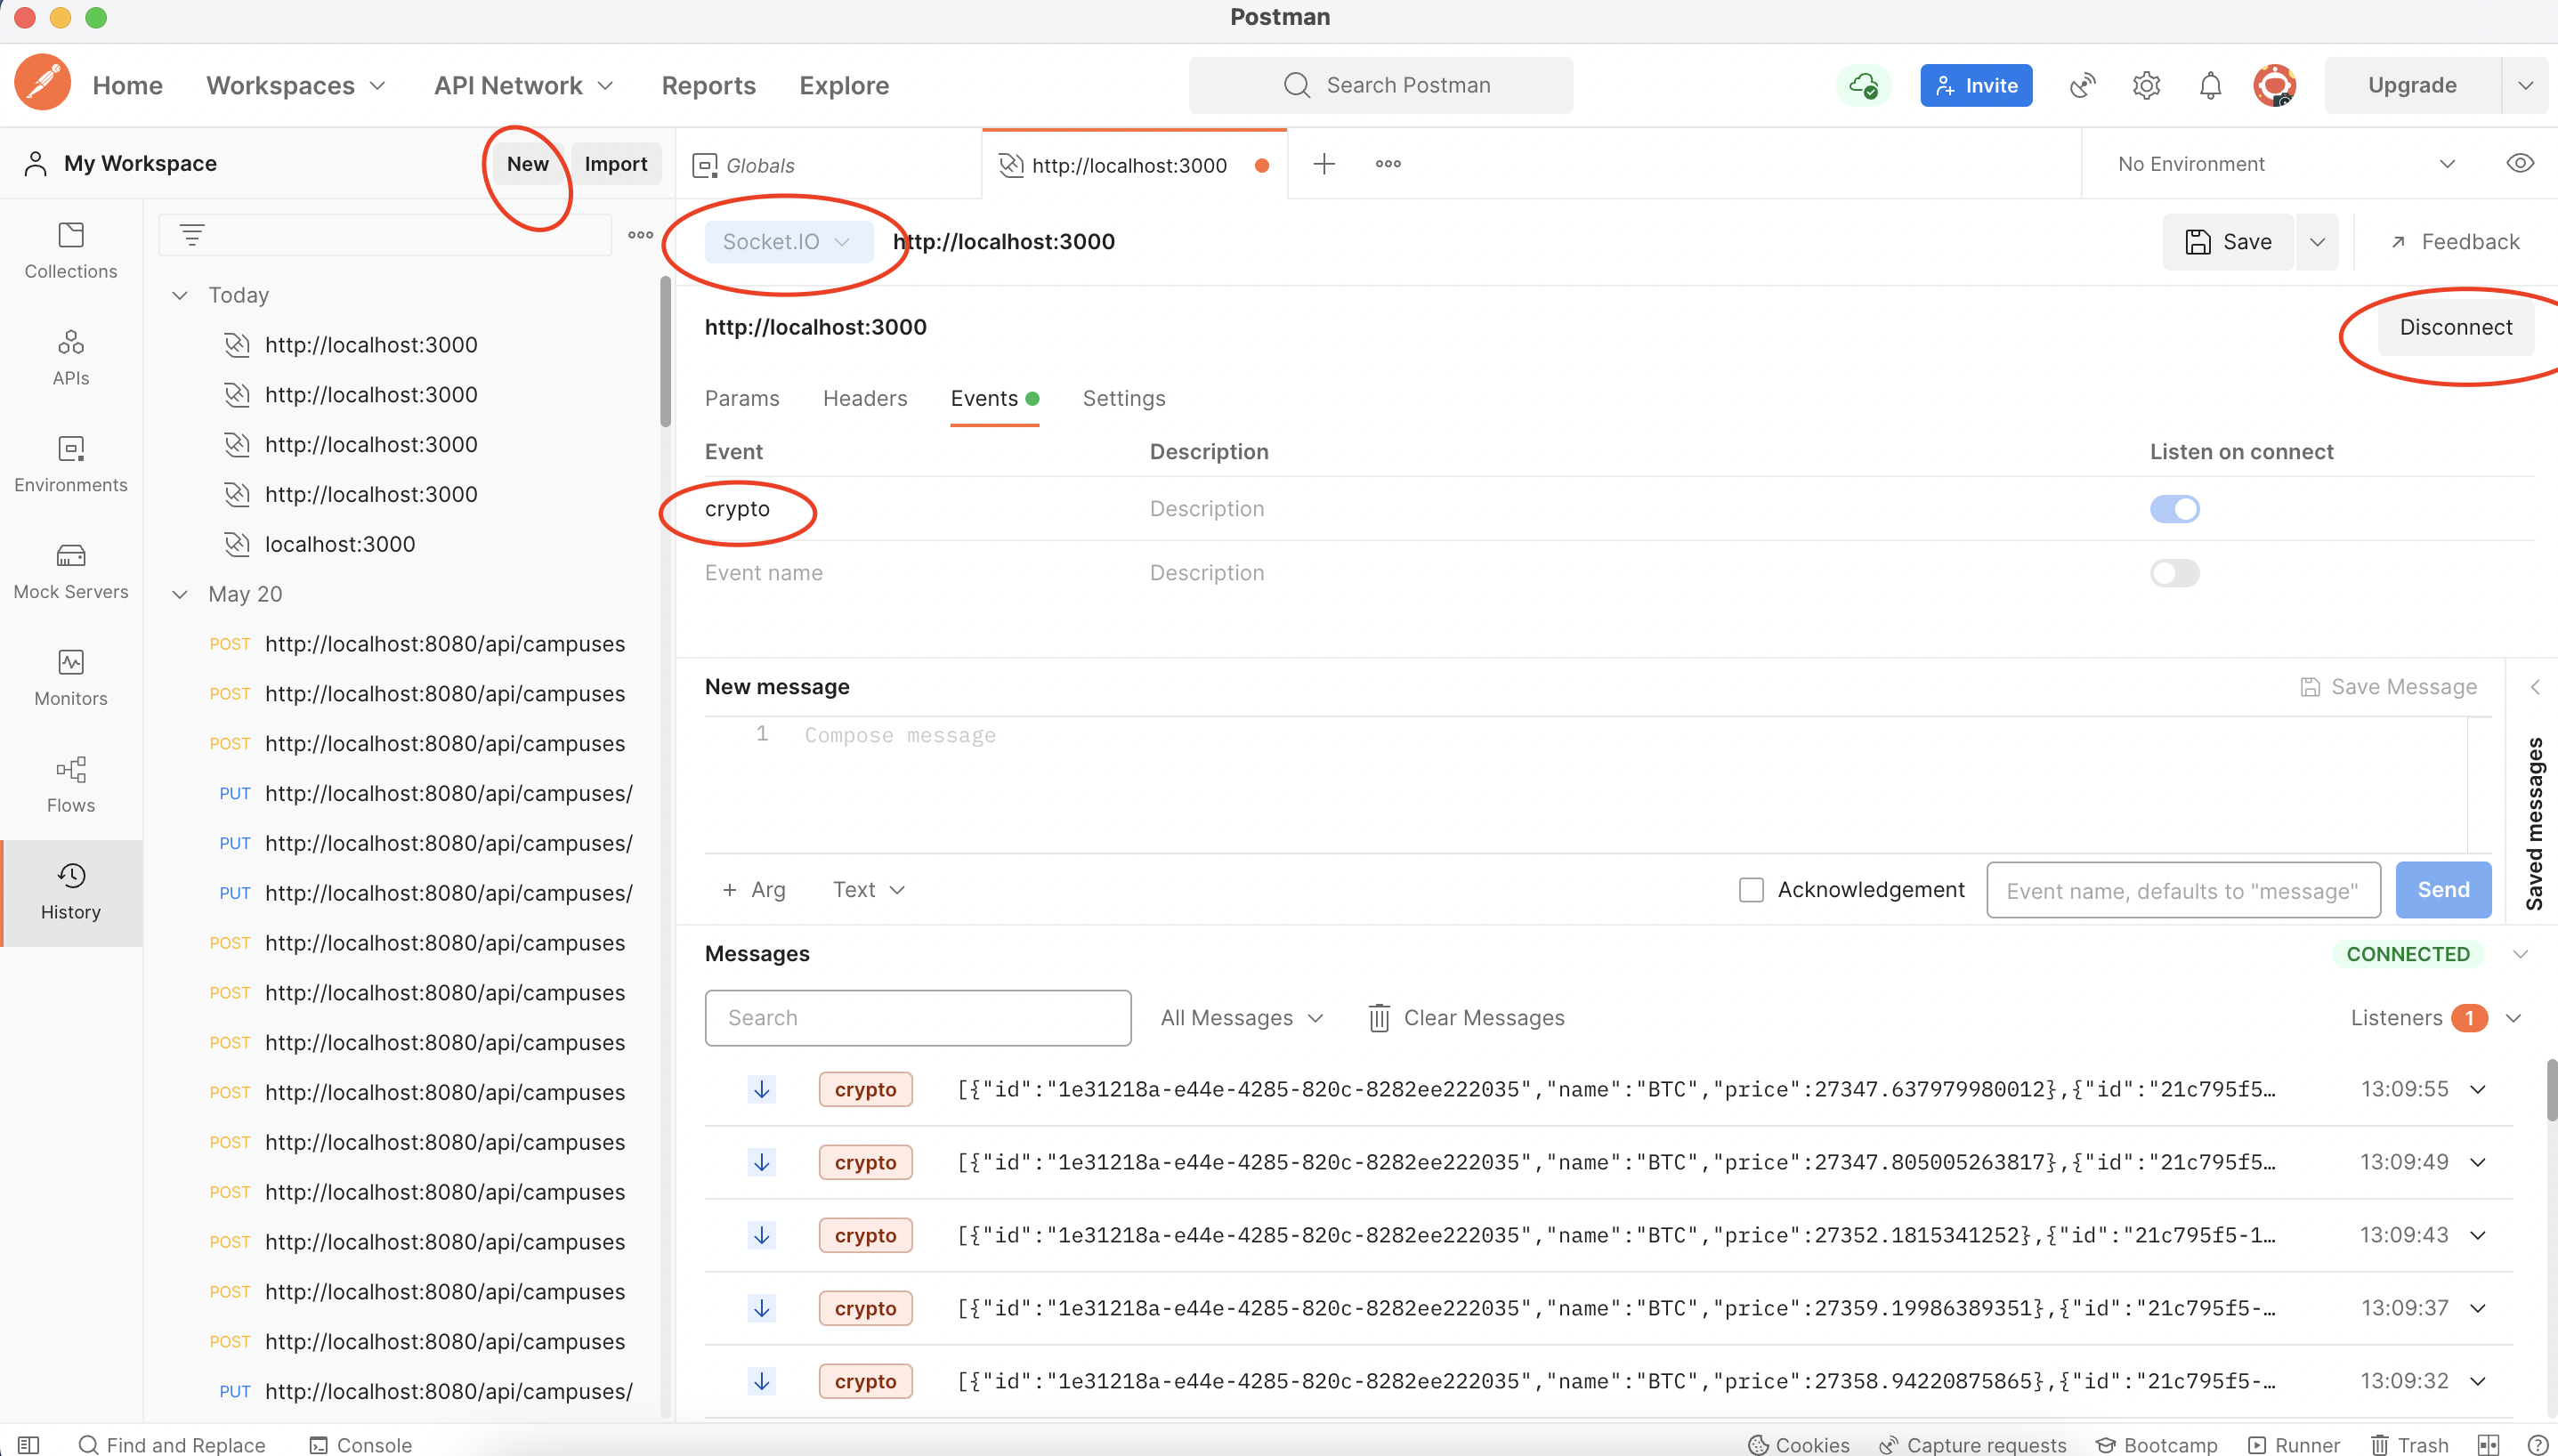 Postman
Home Workspaces API Network Reports Explore Search Postman Invite Upgrade
My Workspace New Import Globals http://localhost:3000 No Environment
Socket.IO http://localhost:3000 Save Feedback
Collections
APIs
Environments
Mock Servers
Monitors
Flows
History
Today
http://localhost:3000
http://localhost:3000
http://localhost:3000
http://localhost:3000
localhost:3000
May 20
POST http://localhost:8080/api/campuses
POST http://localhost:8080/api/campuses
POST http://localhost:8080/api/campuses
PUT http://localhost:8080/api/campuses/
PUT http://localhost:8080/api/campuses/
PUT http://localhost:8080/api/campuses/
POST http://localhost:8080/api/campuses
POST http://localhost:8080/api/campuses
POST http://localhost:8080/api/campuses
POST http://localhost:8080/api/campuses
POST http://localhost:8080/api/campuses
POST http://localhost:8080/api/campuses
POST http://localhost:8080/api/campuses
POST http://localhost:8080/api/campuses
POST http://localhost:8080/api/campuses
PUT http://localhost:8080/api/campuses/
http://localhost:3000 Disconnect
Params Headers Events Settings
Event Description Listen on connect
crypto Description
Event name Description
New message Save Message
1 Compose message
Saved messages
+ Arg Text Acknowledgement Event name, defaults to "message" Send
Messages CONNECTED
Search All Messages Clear Messages Listeners 1
crypto [{"id":"1e31218a-e44e-4285-820c-8282ee222035","name":"BTC","price":27347.637979980012},{"id":"21c795f5... 13:09:55
crypto [{"id":"1e31218a-e44e-4285-820c-8282ee222035","name":"BTC","price":27347.805005263817},{"id":"21c795f5... 13:09:49
crypto [{"id":"1e31218a-e44e-4285-820c-8282ee222035","name":"BTC","price":27352.1815341252},{"id":"21c795f5-1... 13:09:43
crypto [{"id":"1e31218a-e44e-4285-820c-8282ee222035","name":"BTC","price":27359.19986389351},{"id":"21c795f5-... 13:09:37
crypto [{"id":"1e31218a-e44e-4285-820c-8282ee222035","name":"BTC","price":27358.94220875865},{"id":"21c795f5-... 13:09:32
Find and Replace Console Cookies Capture requests Bootcamp Runner Trash